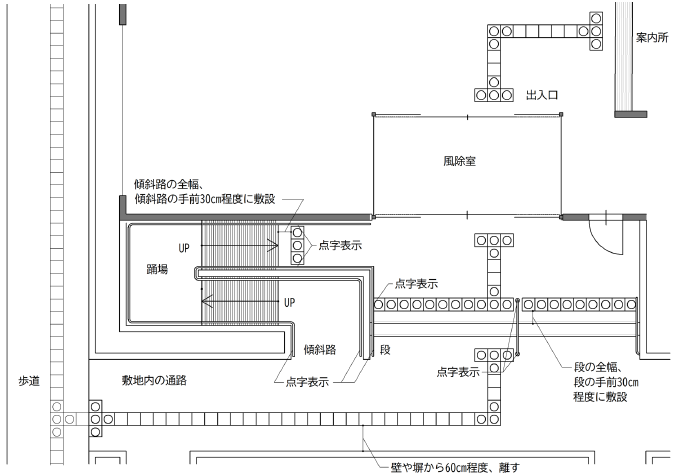 案内所
出入口
風除室
傾斜路の全幅、
傾斜路の手前30cm程度に敷設
UP
点字表示
踊場
点字表示
UP
傾斜路
段
点字表示
点字表示
段の全幅、
段の手前30cm
程度に敷設
歩道
敷地内の通路
壁や塀から60cm程度、離す